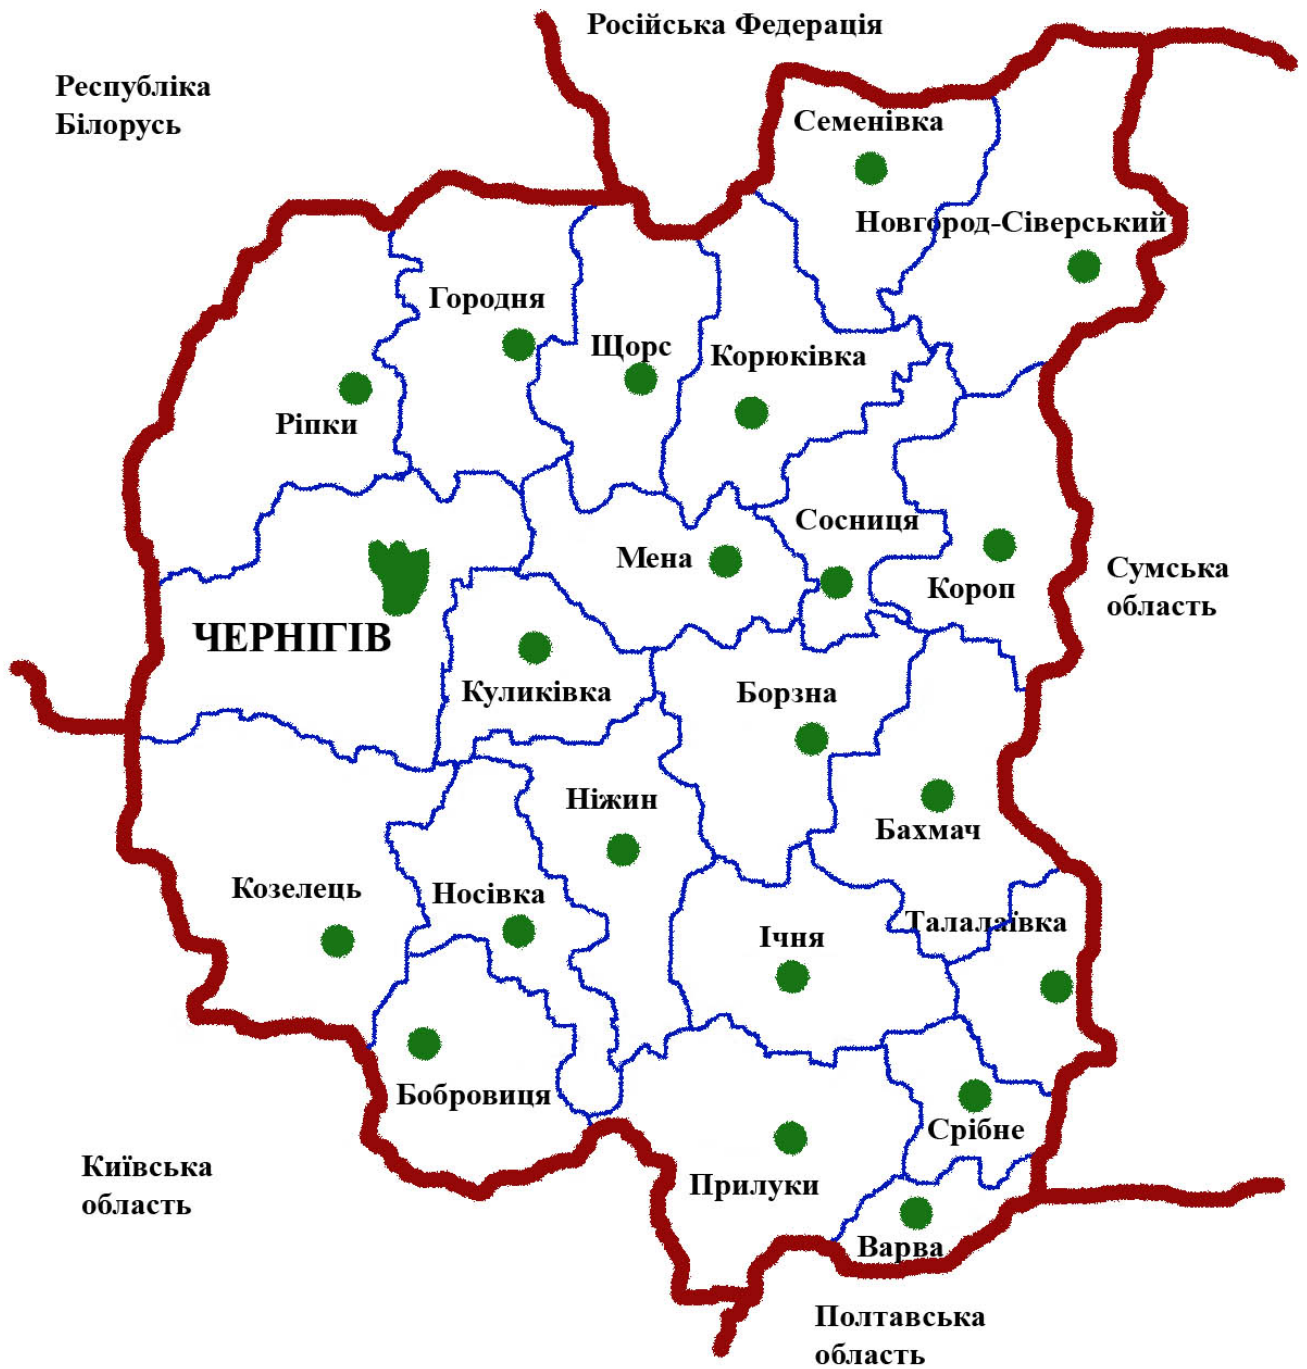 Російська Федерація
Республіка
Білорусь
Семенівка
Новгород-Сіверський
Городня
Щорс
Корюківка
Ріпки
Сосниця
Мена
Короп
Сумська
область
ЧЕРНІГІВ
Куликівка
Борзна
Ніжин
Бахмач
Козелець
Носівка
Талалаївка
Ічня
Бобровиця
Срібне
Київська
область
Прилуки
Варва
Полтавська
область